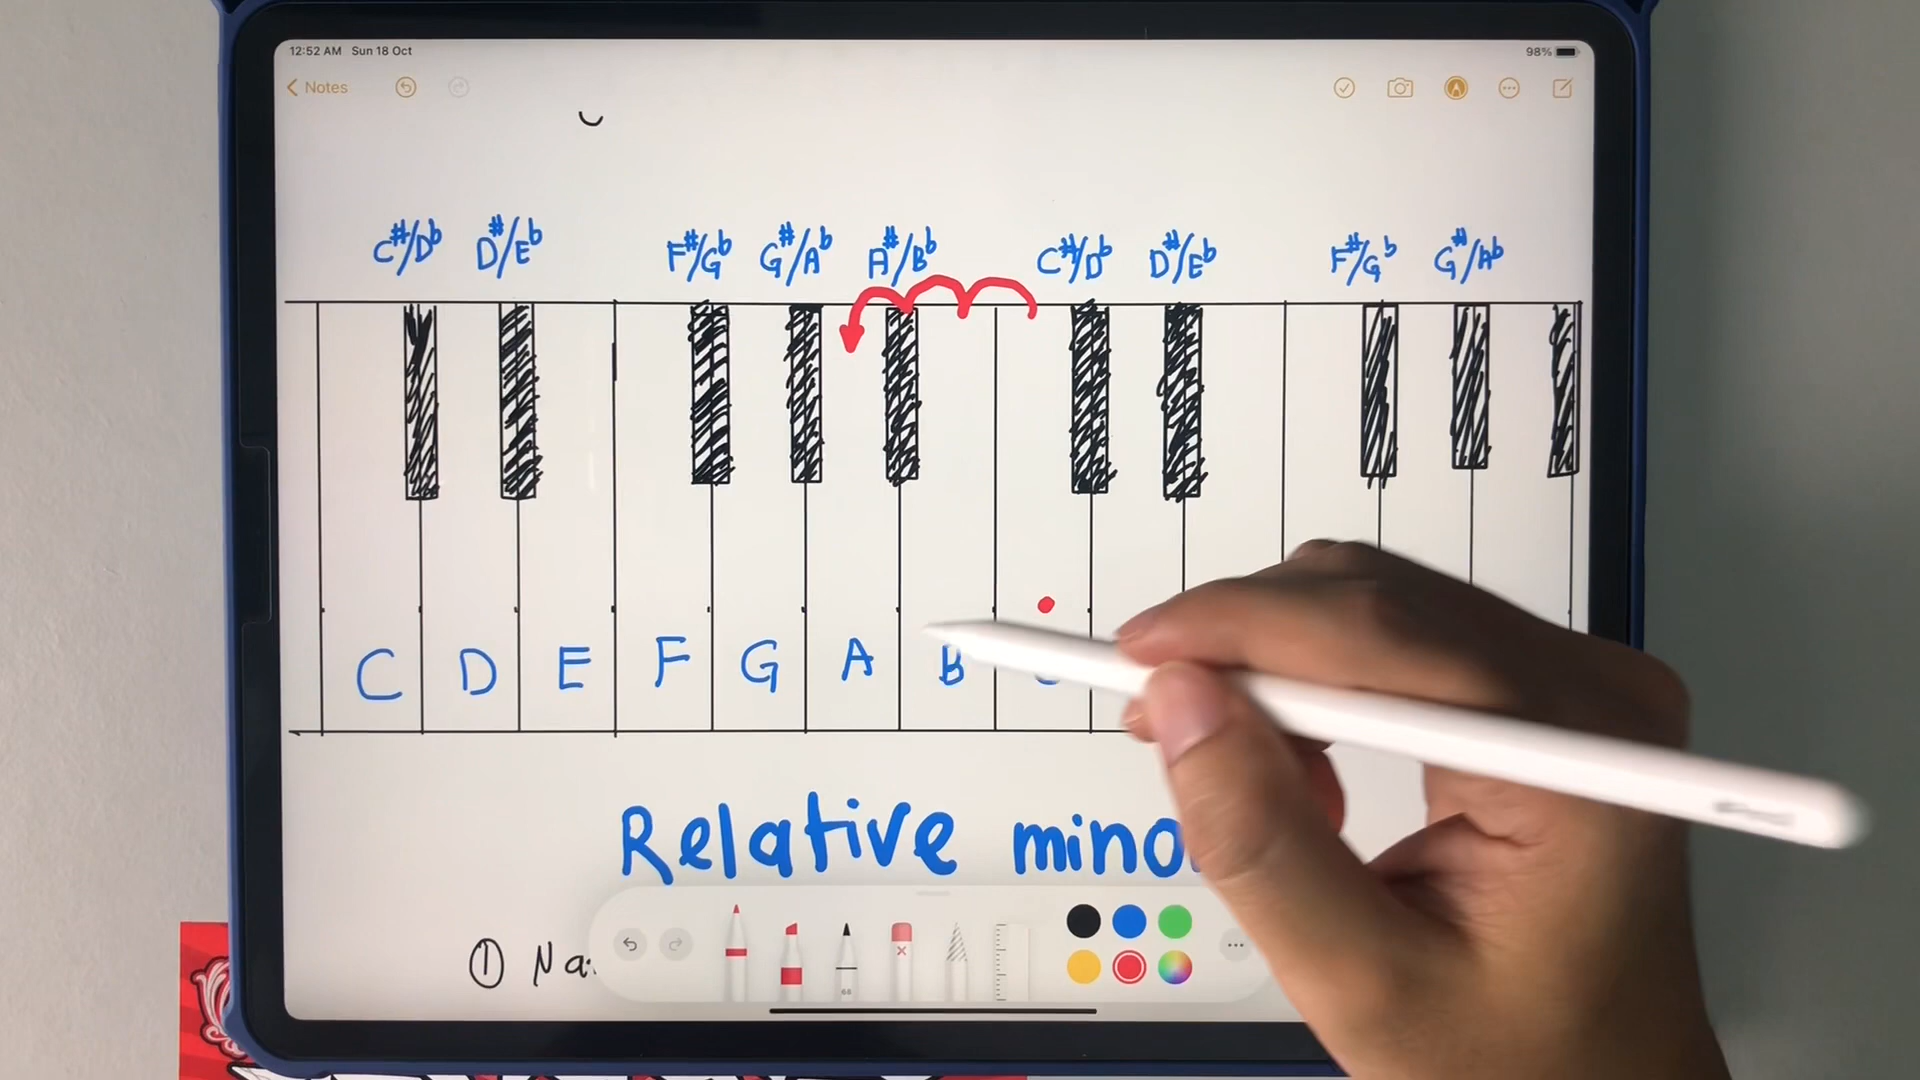 12:52 AM Sun 18 Oct 98%
Notes
C#/Db D#/Eb F#/Gb G#/Ab A#/Bb C#/Db D#/Eb F#/Gb G#/Ab
C D E F G A B
Relative
①
68